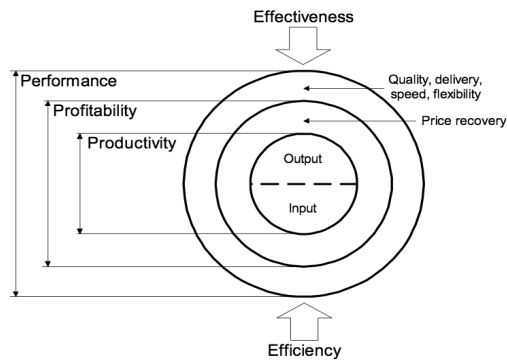 Effectiveness
Performance
Quality, delivery,
speed, flexibility
Profitability
Price recovery
Productivity
Output
Input
Efficiency